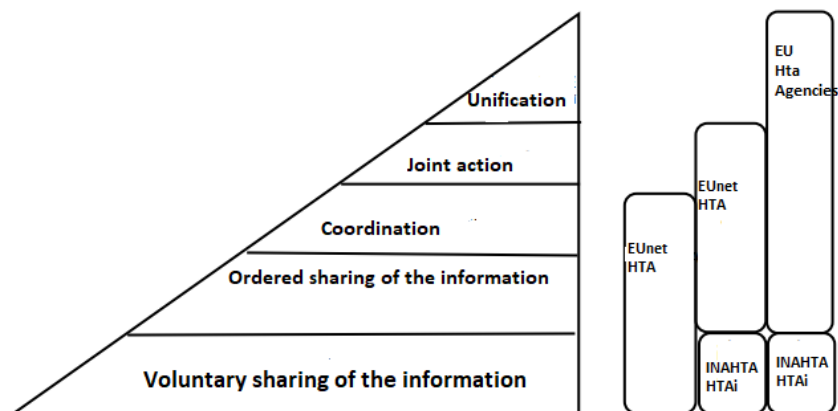 Unification
Joint action
Coordination
Ordered sharing of the information
Voluntary sharing of the information
EUnet
HTA
EUnet
HTA
INAHTA
HTAi
EU
Hta
Agencies
INAHTA
HTAi